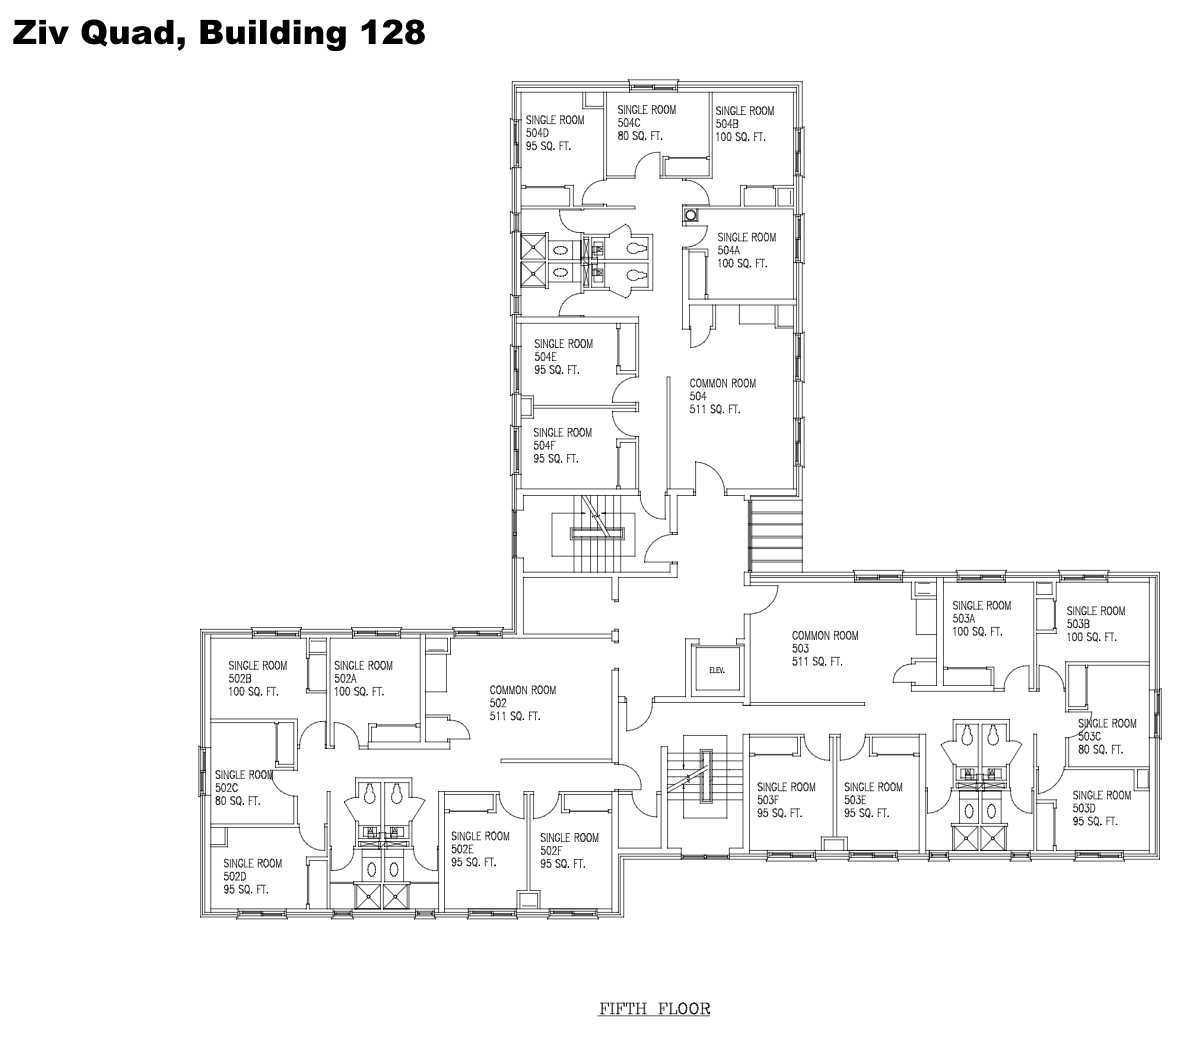 Ziv Quad, Building 128
SINGLE ROOM
504D
95 SQ. FT.
SINGLE ROOM
504C
80 SQ. FT.
SINGLE ROOM
504B
100 SQ. FT.
SINGLE ROOM
504A
100 SQ. FT.
SINGLE ROOM
504E
95 SQ. FT.
COMMON ROOM
504
511 SQ. FT.
SINGLE ROOM
504F
95 SQ. FT.
SINGLE ROOM
502B
100 SQ. FT.
SINGLE ROOM
502A
100 SQ. FT.
COMMON ROOM
502
511 SQ. FT.
ELEV.
COMMON ROOM
503
511 SQ. FT.
SINGLE ROOM
503A
100 SQ. FT.
SINGLE ROOM
503B
100 SQ. FT.
SINGLE ROOM
503C
80 SQ. FT.
SINGLE ROOM
502C
80 SQ. FT.
SINGLE ROOM
503F
95 SQ. FT.
SINGLE ROOM
503E
95 SQ. FT.
SINGLE ROOM
503D
95 SQ. FT.
SINGLE ROOM
502D
95 SQ. FT.
SINGLE ROOM
502E
95 SQ. FT.
SINGLE ROOM
502F
95 SQ. FT.
FIFTH FLOOR